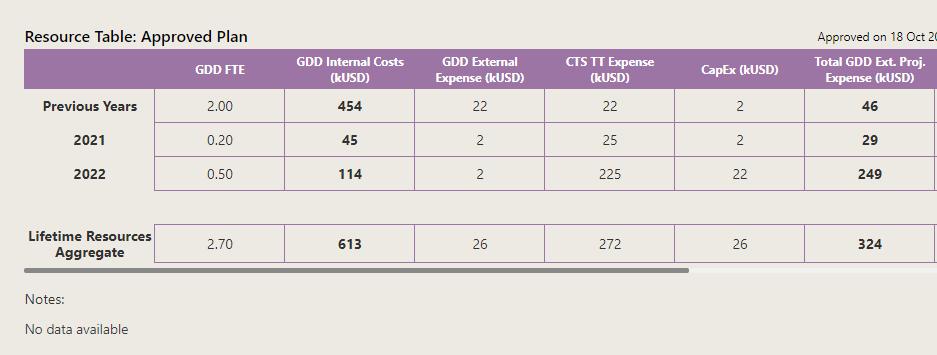 Resource Table: Approved Plan
Approved on 18 Oct
GDD FTE GDD Internal Costs (kUSD) GDD External Expense (kUSD) CTS TT Expense (kUSD) CapEx (kUSD) Total GDD Ext. Proj. Expense (kUSD)
Previous Years 2.00 454 22 22 2 46
2021 0.20 45 2 25 2 29
2022 0.50 114 2 225 22 249
Lifetime Resources Aggregate 2.70 613 26 272 26 324
Notes:
No data available